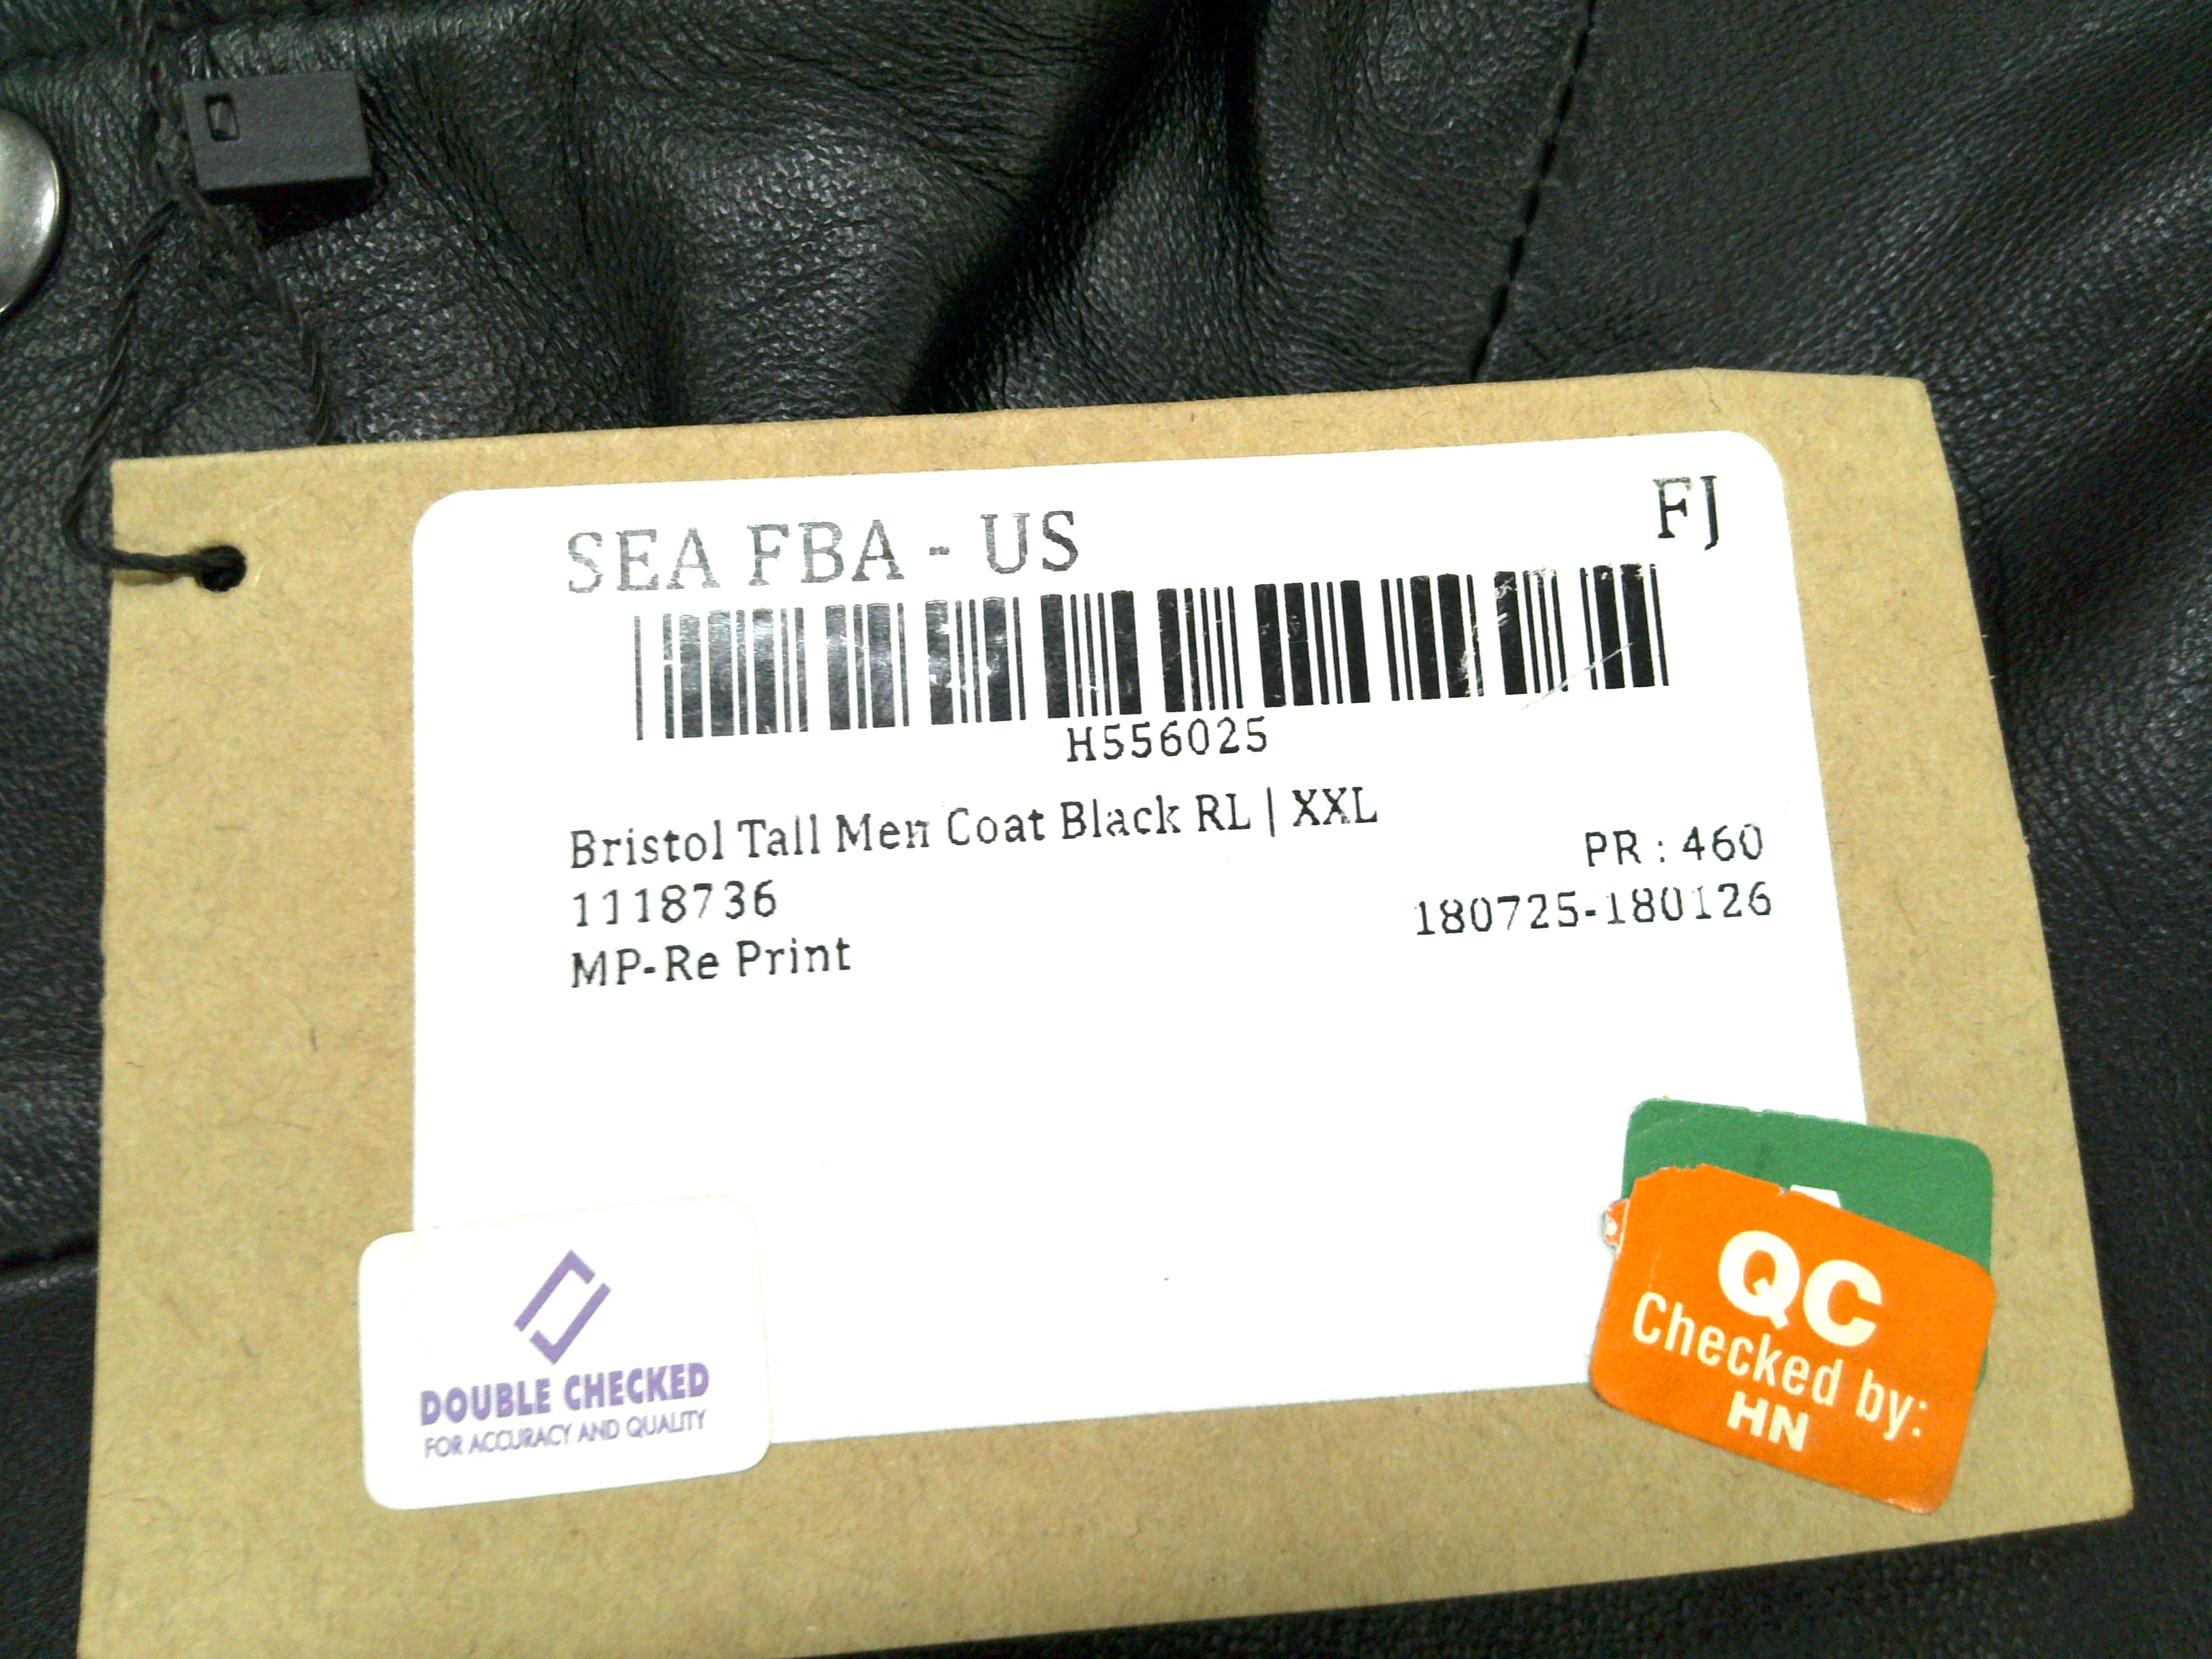 SEA FBA - US
FJ
H556025
Bristol Tall Men Coat Black RL | XXL
PR : 460
1118736
180725-180126
MP-Re Print
DOUBLE CHECKED
FOR ACCURACY AND QUALITY
QC
Checked by:
HN